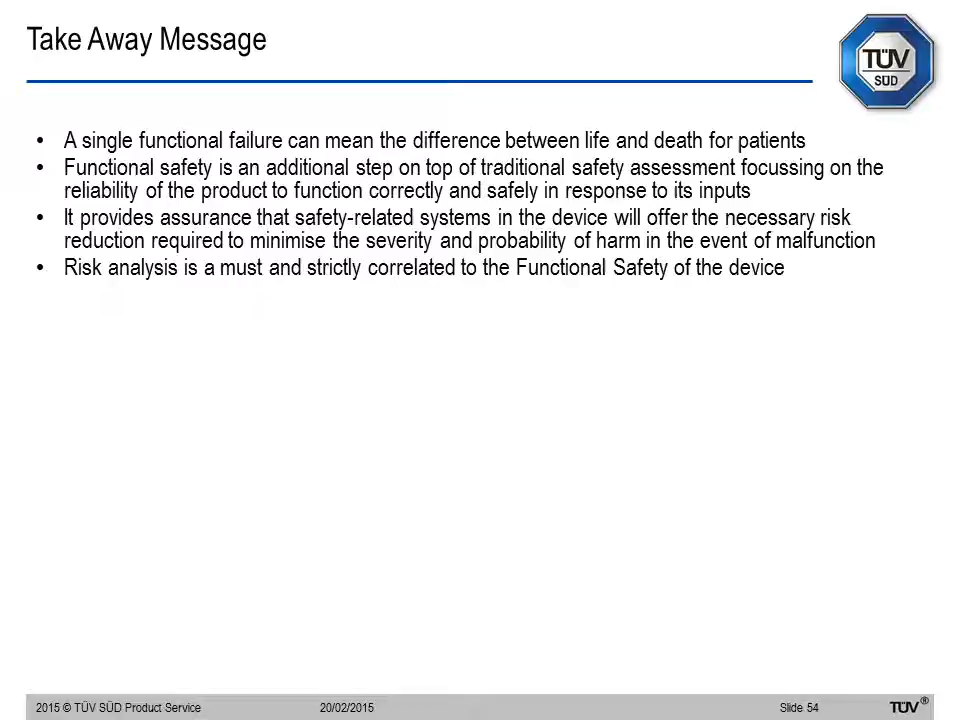 Take Away Message
TÜV
SÜD
• A single functional failure can mean the difference between life and death for patients
• Functional safety is an additional step on top of traditional safety assessment focussing on the
reliability of the product to function correctly and safely in response to its inputs
• It provides assurance that safety-related systems in the device will offer the necessary risk
reduction required to minimise the severity and probability of harm in the event of malfunction
• Risk analysis is a must and strictly correlated to the Functional Safety of the device
2015 © TÜV SÜD Product Service 20/02/2015 Slide 54 TÜV®